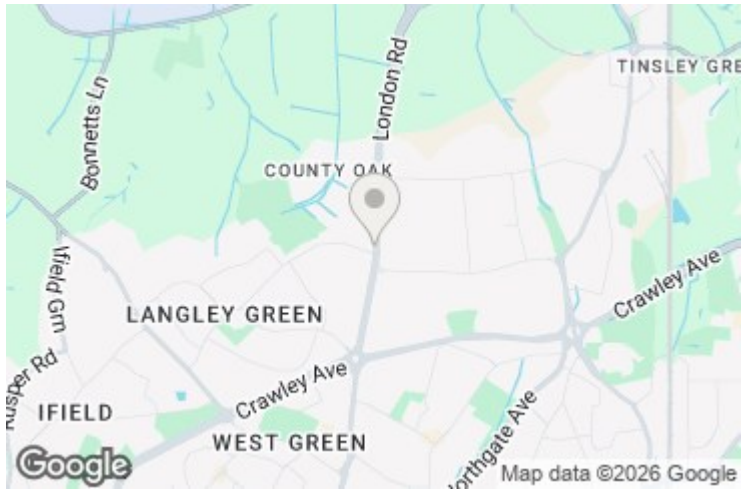 London Rd
Bonnetts Ln
TINSLEY GRE
COUNTY OAK
Ifield Grn
Crawley Ave
LANGLEY GREEN
Rusper Rd
Crawley Ave
IFIELD
WEST GREEN
Northgate Ave
Google
Map data ©2026 Google